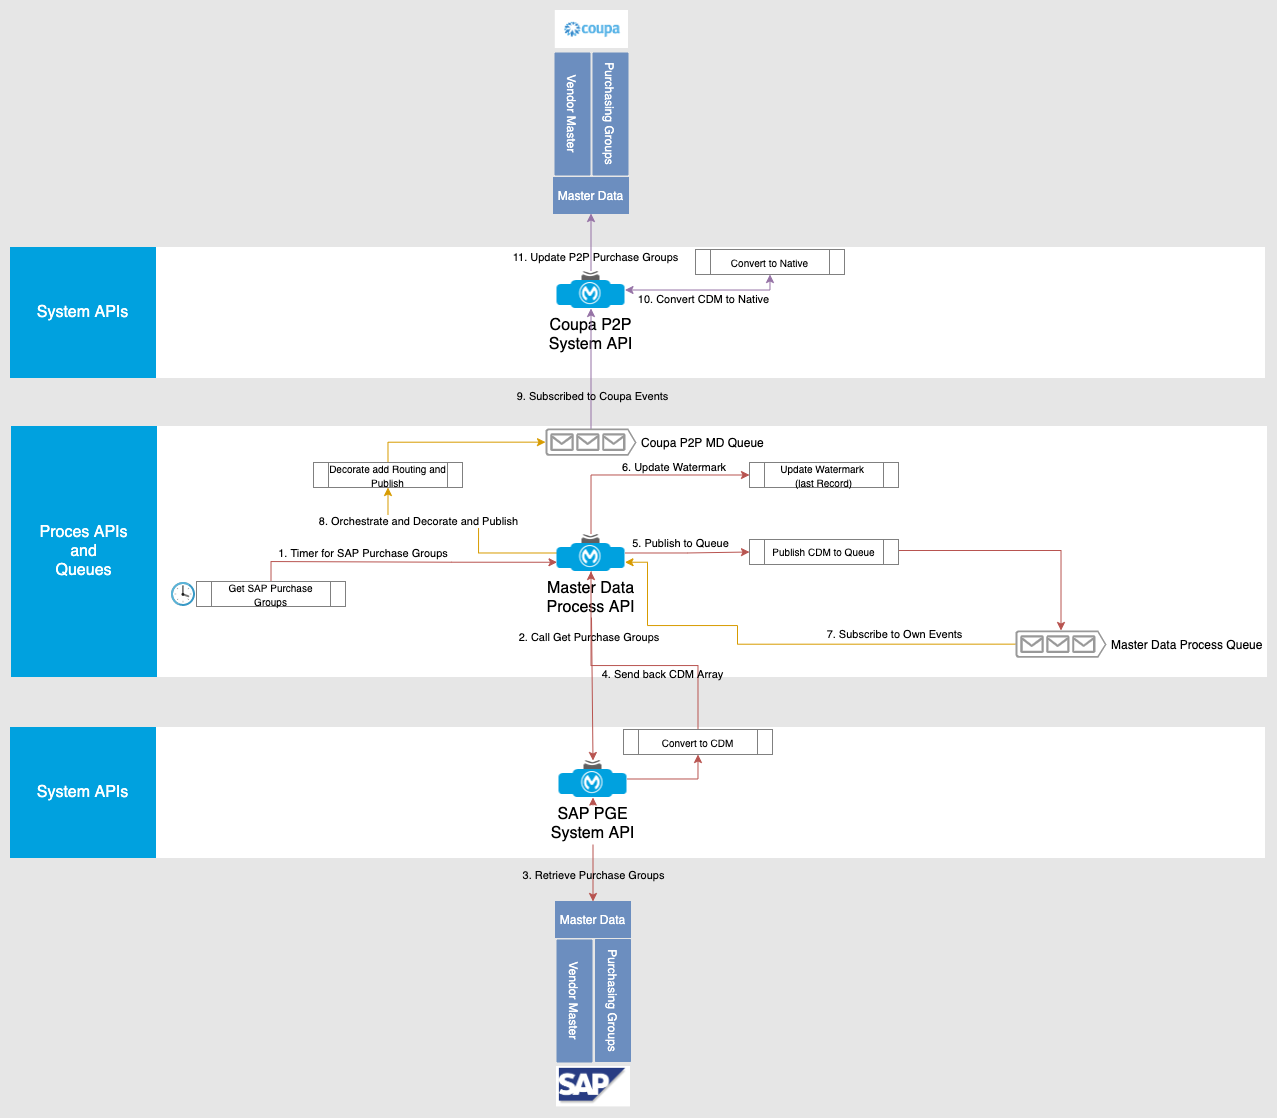 coupa
Vendor Master
Purchasing Groups
Master Data
11. Update P2P Purchase Groups
Convert to Native
10. Convert CDM to Native
System APIs
Coupa P2P
System API
9. Subscribed to Coupa Events
Coupa P2P MD Queue
Decorate add Routing and
Publish
6. Update Watermark
Update Watermark
(last Record)
8. Orchestrate and Decorate and Publish
Proces APIs
and
Queues
1. Timer for SAP Purchase Groups
5. Publish to Queue
Publish CDM to Queue
Get SAP Purchase
Groups
Master Data
Process API
2. Call Get Purchase Groups
7. Subscribe to Own Events
Master Data Process Queue
4. Send back CDM Array
Convert to CDM
System APIs
SAP PGE
System API
3. Retrieve Purchase Groups
Master Data
Vendor Master
Purchasing Groups
SAP